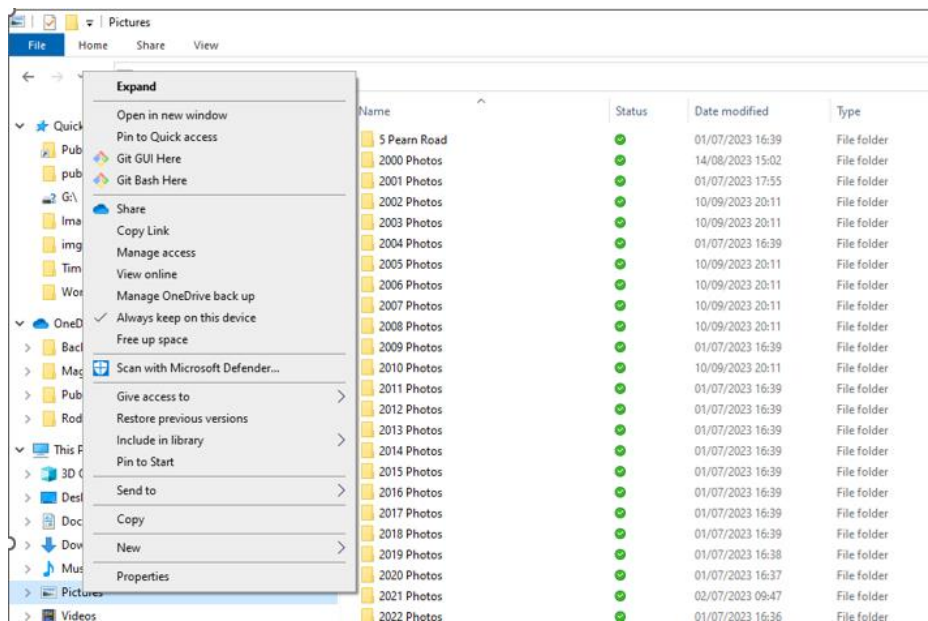 Pictures
File Home Share View
Expand
Open in new window
Pin to Quick access
Git GUI Here
Git Bash Here
Share
Copy Link
Manage access
View online
Manage OneDrive back up
Always keep on this device
Free up space
Scan with Microsoft Defender...
Give access to
Restore previous versions
Include in library
Pin to Start
Send to
Copy
New
Properties
Quick
Pub
pub
G:\
Ima
img
Tim
Wor
OneD
Back
Mag
Pub
Rod
This P
3D O
Desk
Doc
Dow
Mus
Pictures
Videos
Name Status Date modified Type
5 Pearn Road 01/07/2023 16:39 File folder
2000 Photos 14/08/2023 15:02 File folder
2001 Photos 01/07/2023 17:55 File folder
2002 Photos 10/09/2023 20:11 File folder
2003 Photos 10/09/2023 20:11 File folder
2004 Photos 01/07/2023 16:39 File folder
2005 Photos 10/09/2023 20:11 File folder
2006 Photos 10/09/2023 20:11 File folder
2007 Photos 10/09/2023 20:11 File folder
2008 Photos 10/09/2023 20:11 File folder
2009 Photos 01/07/2023 16:39 File folder
2010 Photos 10/09/2023 20:11 File folder
2011 Photos 01/07/2023 16:39 File folder
2012 Photos 01/07/2023 16:39 File folder
2013 Photos 01/07/2023 16:39 File folder
2014 Photos 01/07/2023 16:39 File folder
2015 Photos 01/07/2023 16:39 File folder
2016 Photos 01/07/2023 16:39 File folder
2017 Photos 01/07/2023 16:39 File folder
2018 Photos 01/07/2023 16:39 File folder
2019 Photos 01/07/2023 16:38 File folder
2020 Photos 01/07/2023 16:37 File folder
2021 Photos 02/07/2023 09:47 File folder
2022 Photos 01/07/2023 16:36 File folder